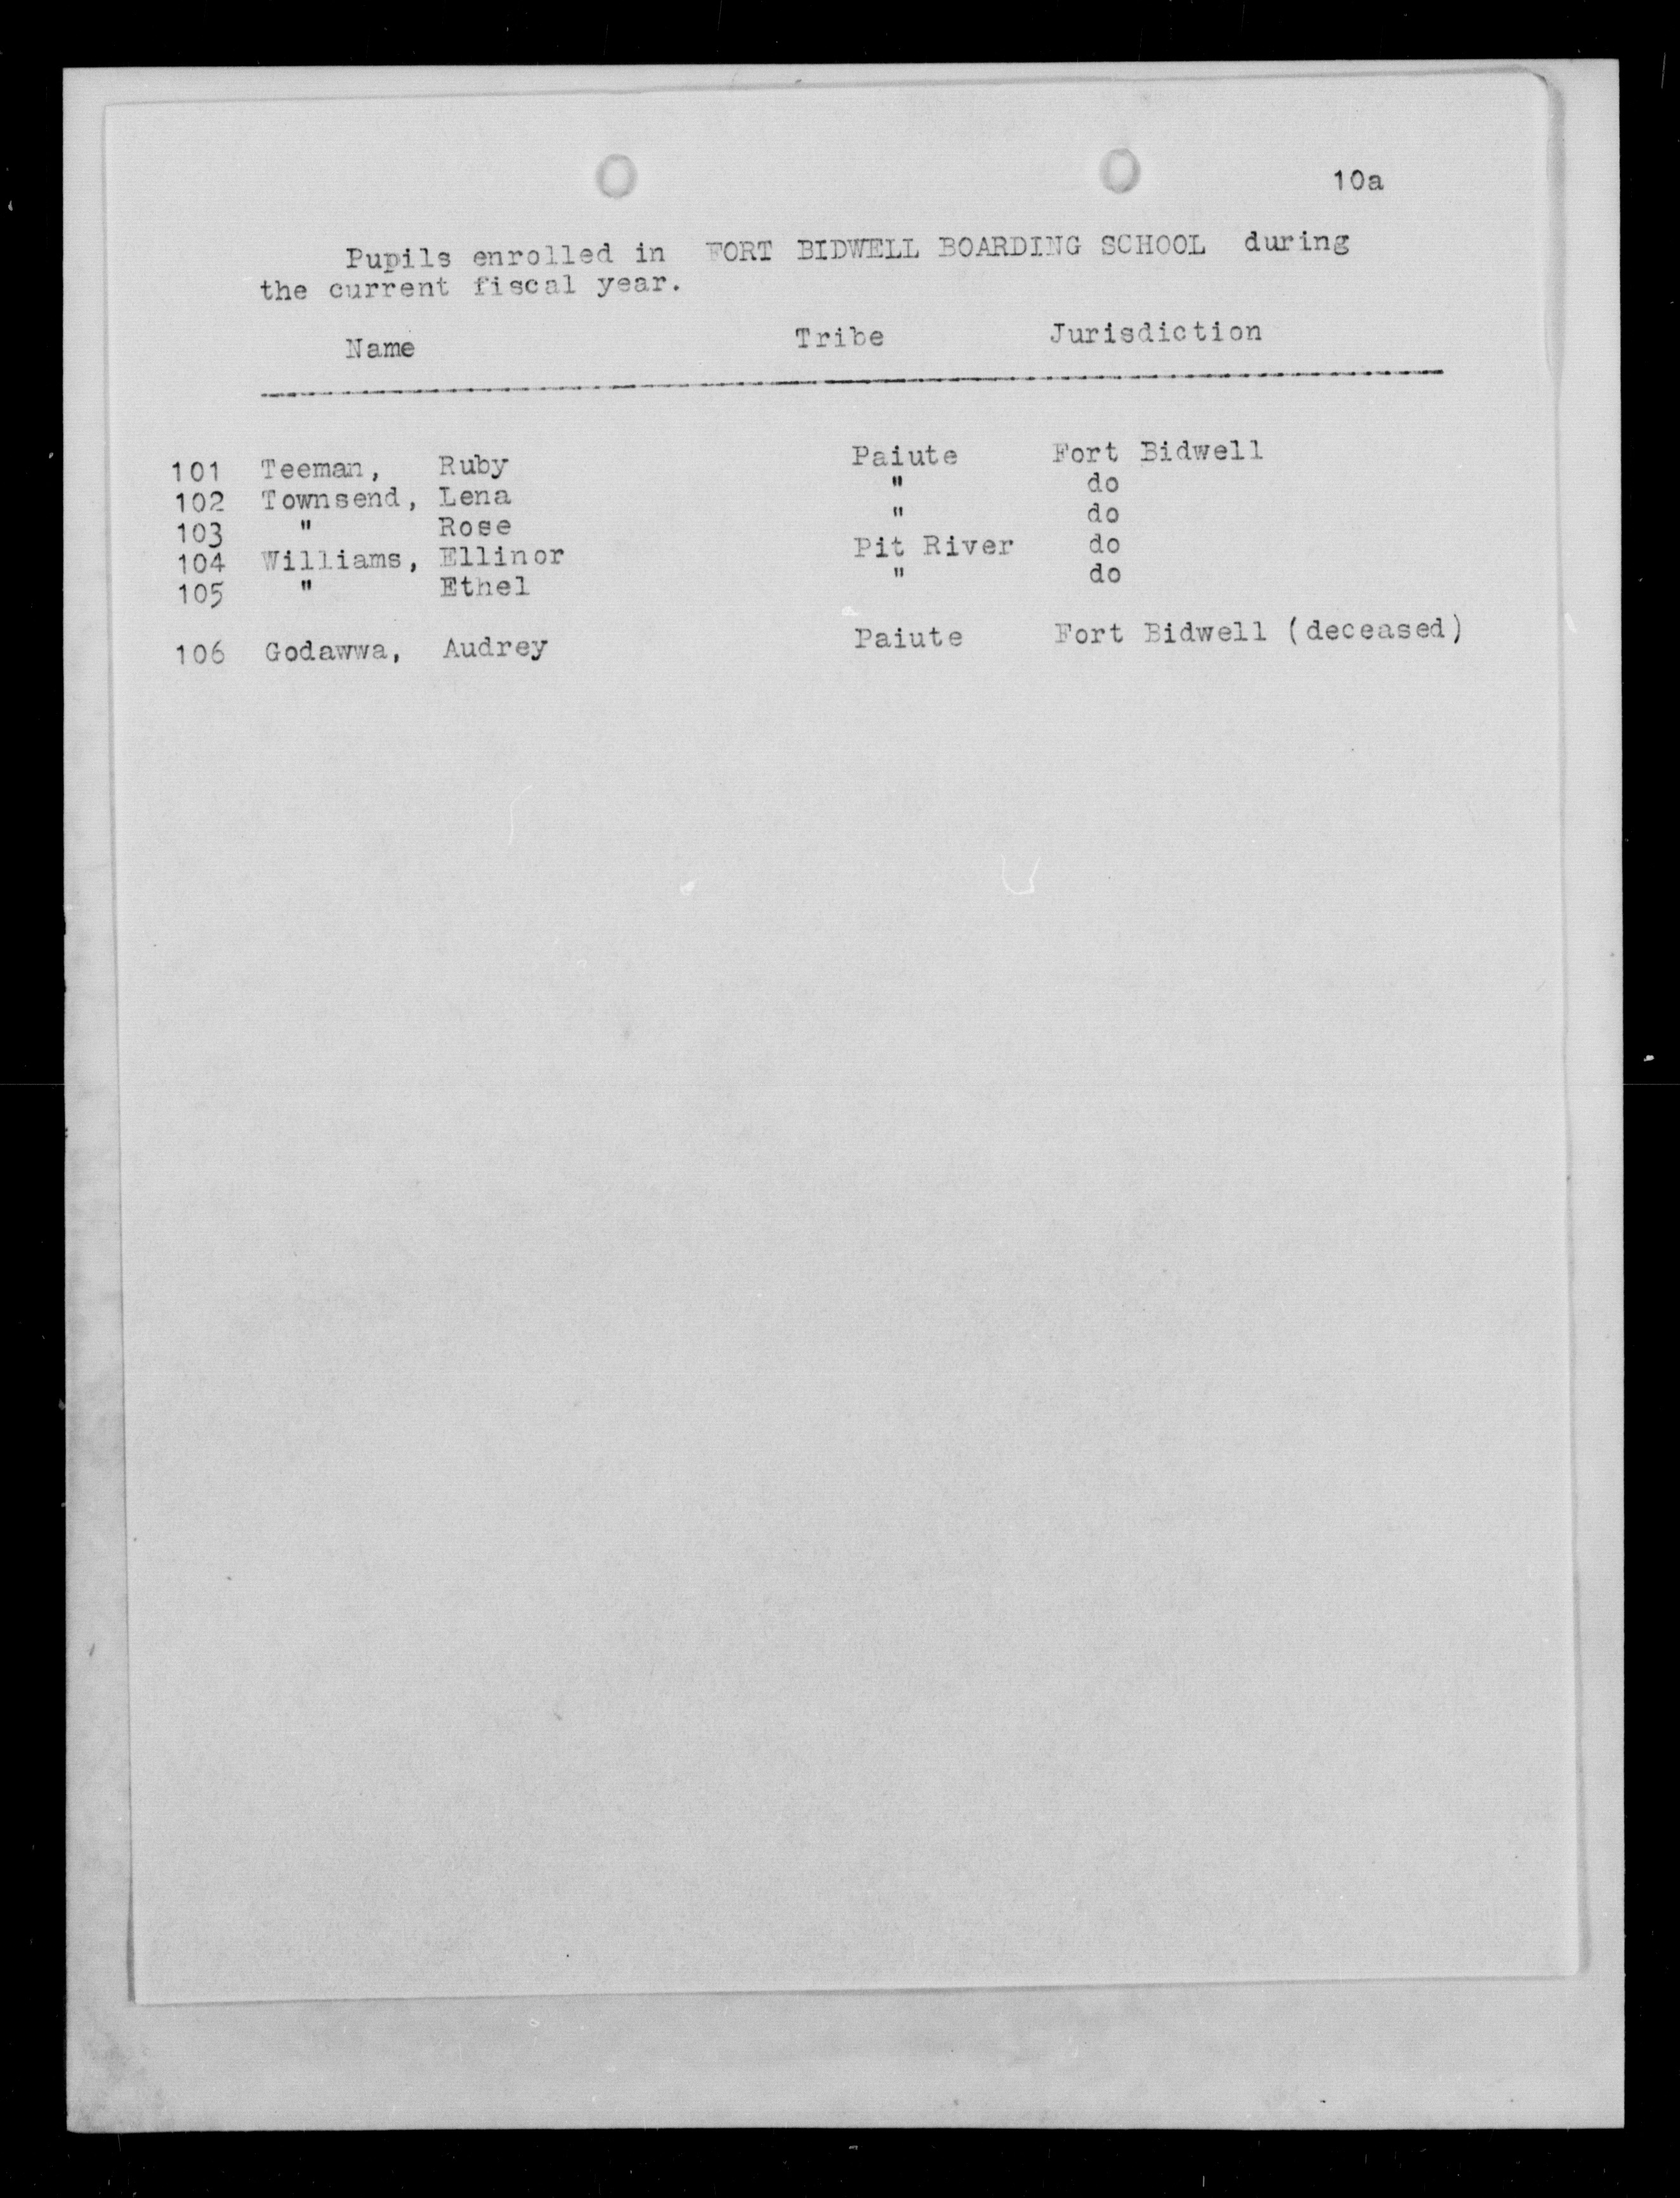 10a
Pupils enrolled in FORT BIDWELL BOARDING SCHOOL during
the current fiscal year.
Name Tribe Jurisdiction
101 Teeman, Ruby Paiute Fort Bidwell
102 Townsend, Lena " do
103 " Rose " do
104 Williams, Ellinor Pit River do
105 " Ethel " do
106 Godawwa, Audrey Paiute Fort Bidwell (deceased)